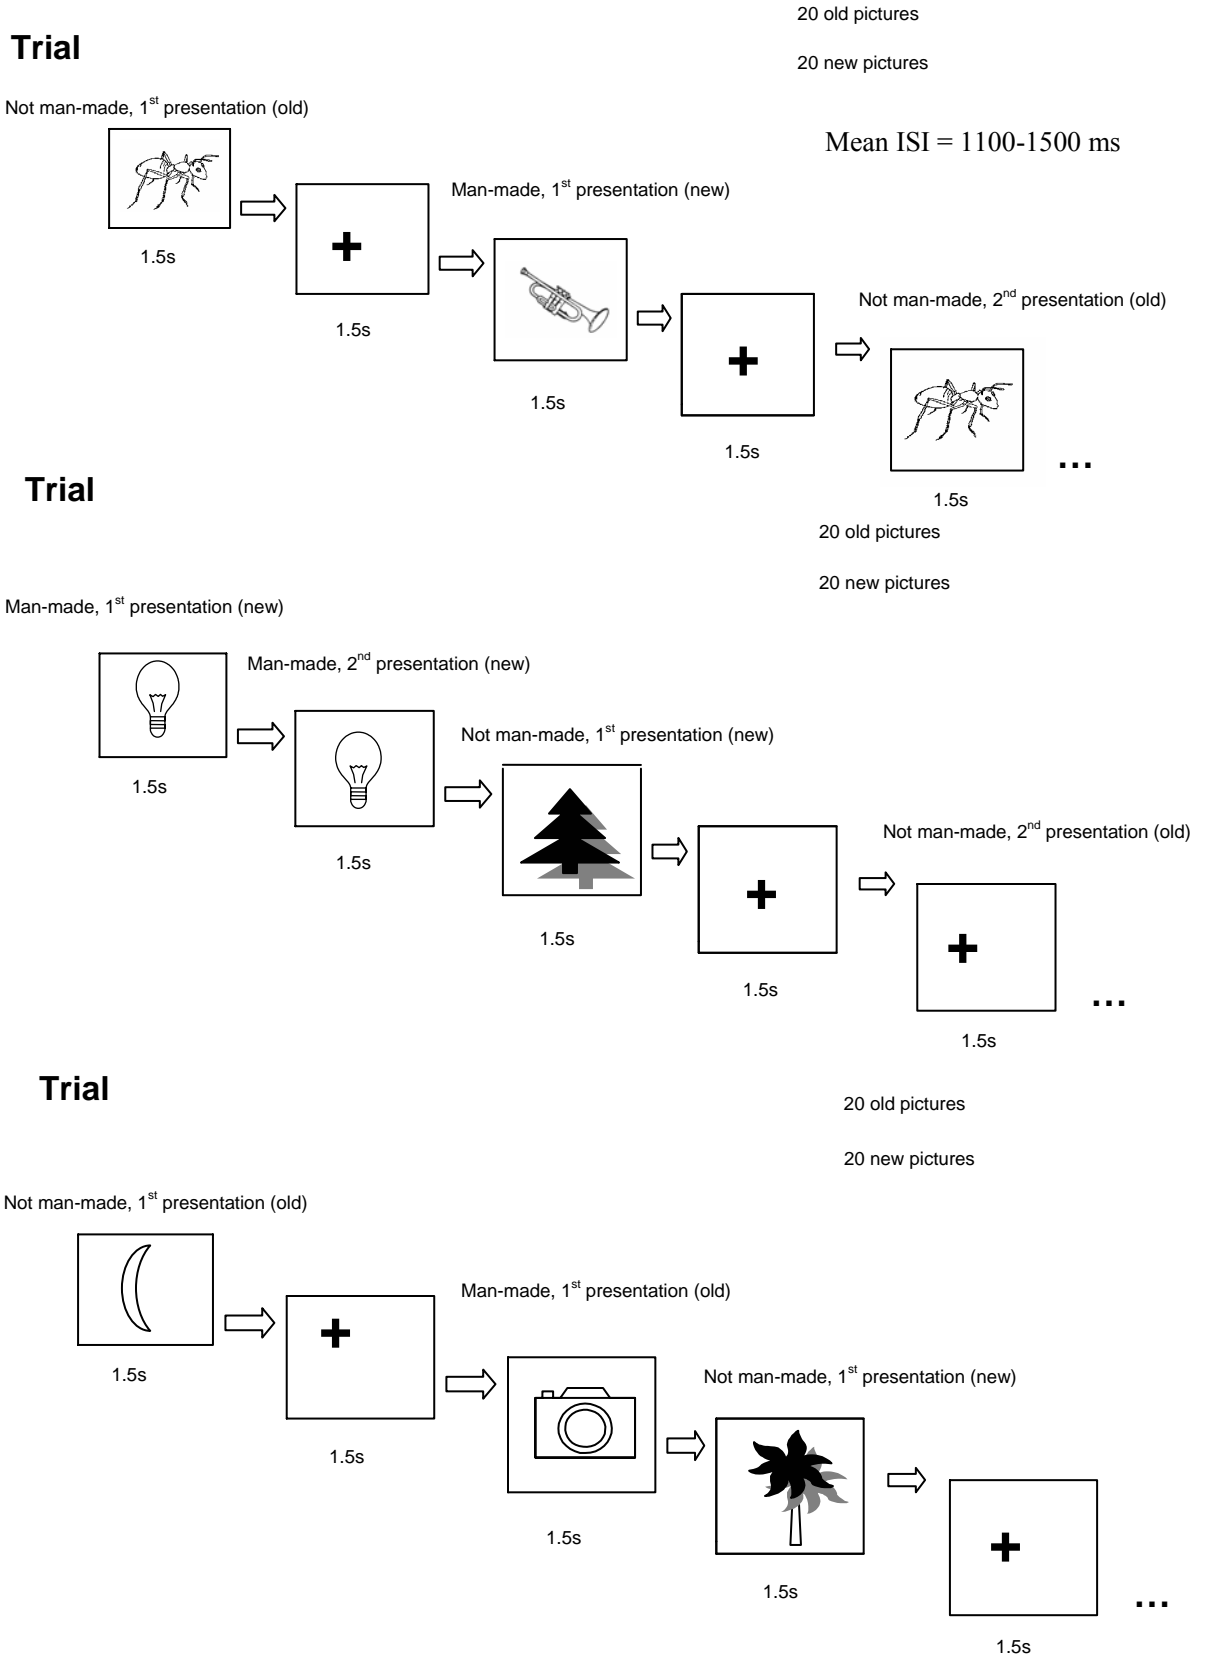 20 old pictures
Trial
20 new pictures
Not man-made, 1st presentation (old)
Mean ISI = 1100-1500 ms
Man-made, 1st presentation (new)
1.5s
Not man-made, 2nd presentation (old)
1.5s
1.5s
1.5s
...
Trial
1.5s
20 old pictures
20 new pictures
Man-made, 1st presentation (new)
Man-made, 2nd presentation (new)
Not man-made, 1st presentation (new)
1.5s
Not man-made, 2nd presentation (old)
1.5s
1.5s
1.5s
...
1.5s
Trial
20 old pictures
20 new pictures
Not man-made, 1st presentation (old)
Man-made, 1st presentation (old)
1.5s
Not man-made, 1st presentation (new)
1.5s
1.5s
1.5s
...
1.5s